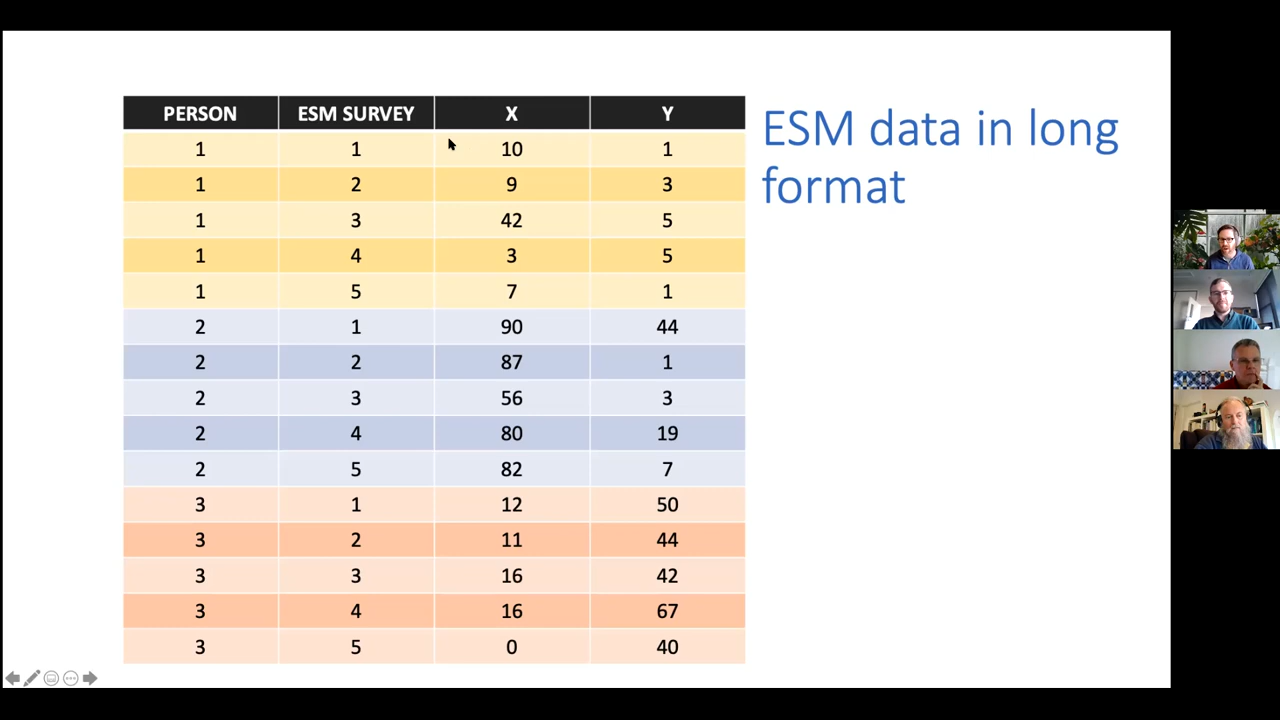 PERSON ESM SURVEY X Y
1 1 10 1
1 2 9 3
1 3 42 5
1 4 3 5
1 5 7 1
2 1 90 44
2 2 87 1
2 3 56 3
2 4 80 19
2 5 82 7
3 1 12 50
3 2 11 44
3 3 16 42
3 4 16 67
3 5 0 40
ESM data in long
format